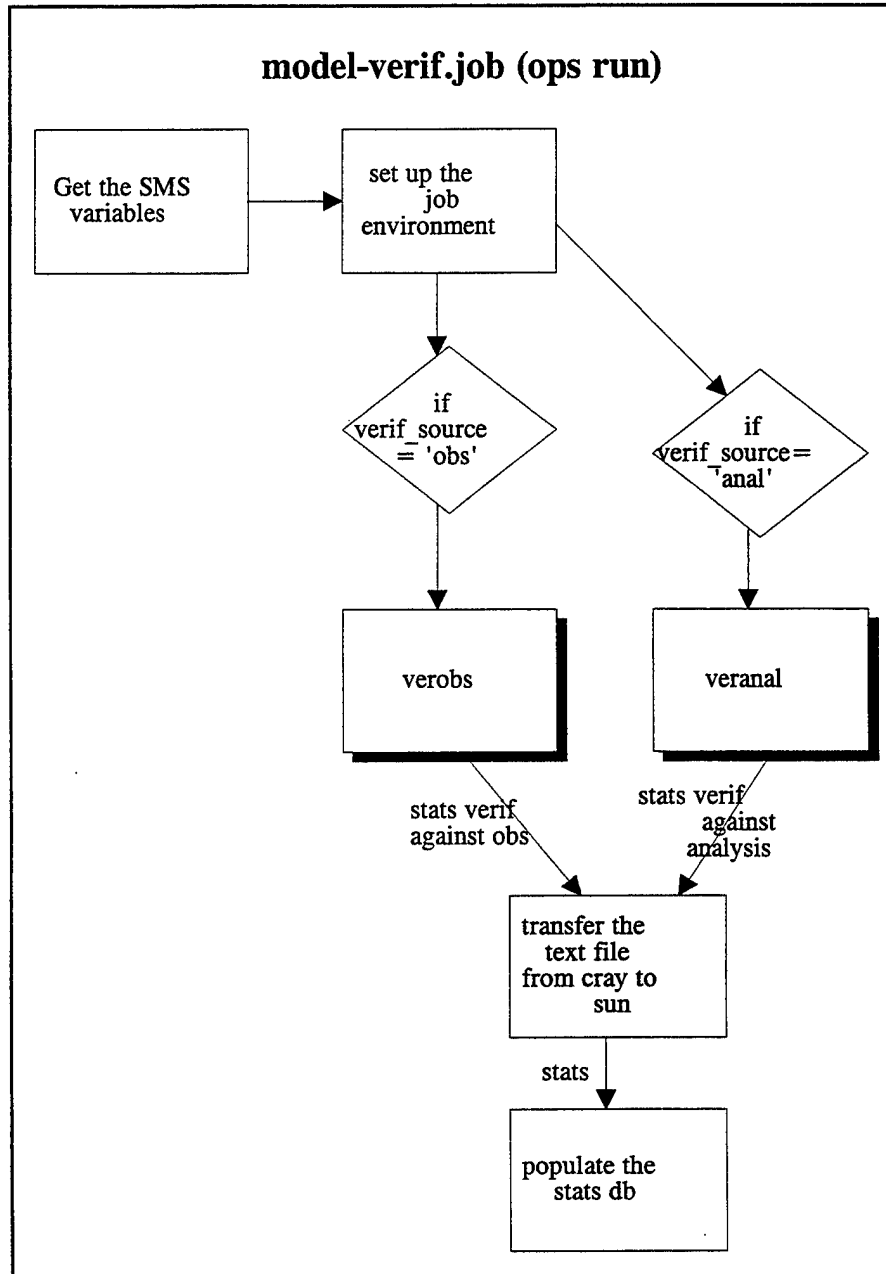 model-verif.job (ops run)
Get the SMS
variables
set up the
job
environment
if
verif_source
= 'obs'
if
verif_source=
'anal'
verobs
veranal
stats verif
against obs
stats verif
against
analysis
transfer the
text file
from cray to
sun
stats
populate the
stats db